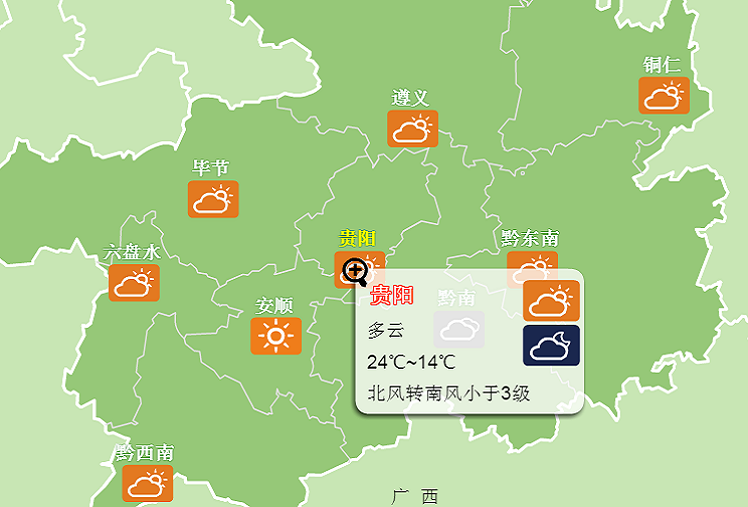 铜仁
遵义
毕节
贵阳
黔东南
六盘水
安顺
黔南
贵阳
多云
24℃~14℃
北风转南风小于3级
黔西南
广 西